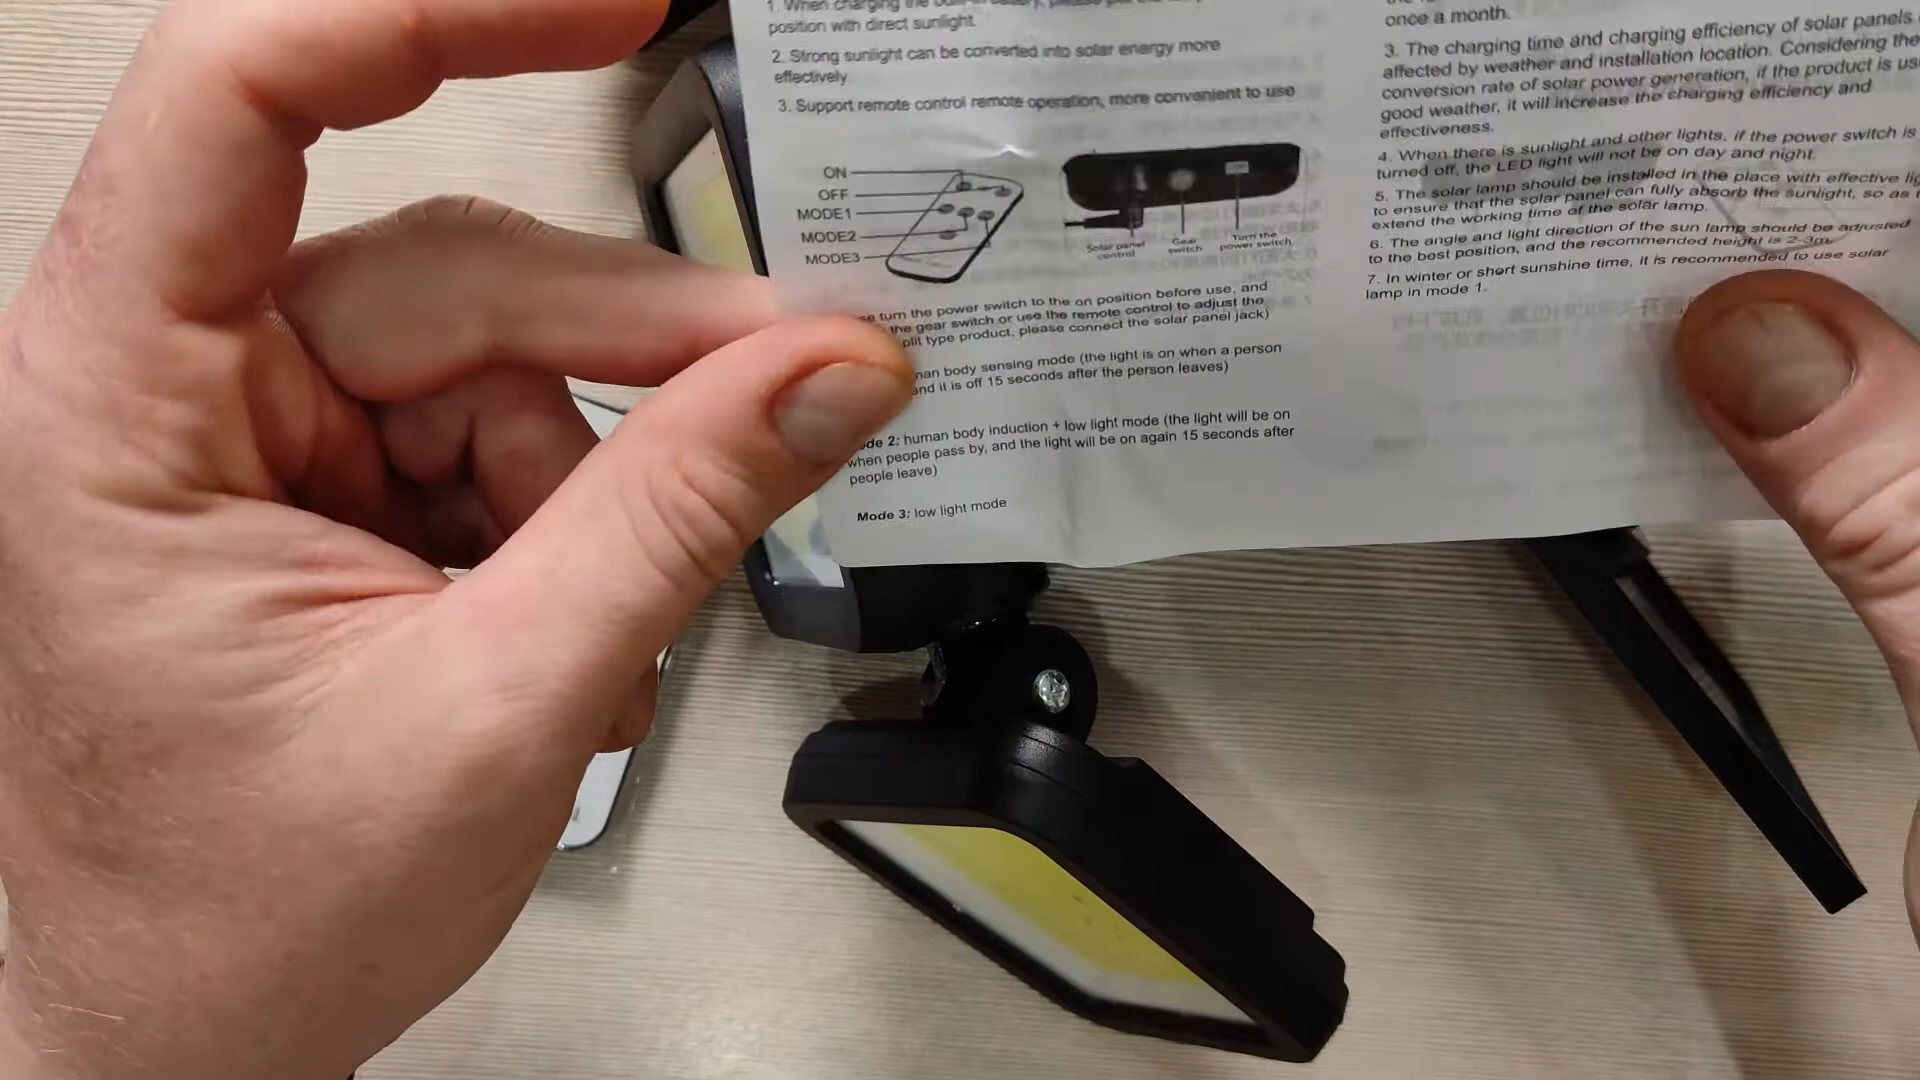 1. When charging the built-in battery, please put the
position with direct sunlight.
2. Strong sunlight can be converted into solar energy more
effectively
3. Support remote control remote operation, more convenient to use
ON
OFF
MODE1
MODE2
MODE3
Solar panel
control
Gear
switch
Turn the
power switch
turn the power switch to the on position before use, and
the gear switch or use the remote control to adjust the
plit type product, please connect the solar panel jack)
man body sensing mode (the light is on when a person
and it is off 15 seconds after the person leaves)
ode 2: human body induction + low light mode (the light will be on
when people pass by, and the light will be on again 15 seconds after
people leave)
Mode 3: low light mode
once a month.
3. The charging time and charging efficiency of solar panels
affected by weather and installation location. Considering the
conversion rate of solar power generation, if the product is us
good weather, it will increase the charging efficiency and
effectiveness.
4. When there is sunlight and other lights, if the power switch is
turned off, the LED light will not be on day and night.
5. The solar lamp should be installed in the place with effective lig
to ensure that the solar panel can fully absorb the sunlight, so as t
extend the working time of the solar lamp.
6. The angle and light direction of the sun lamp should be adjusted
to the best position, and the recommended height is 2-3m.
7. In winter or short sunshine time, it is recommended to use solar
lamp in mode 1.